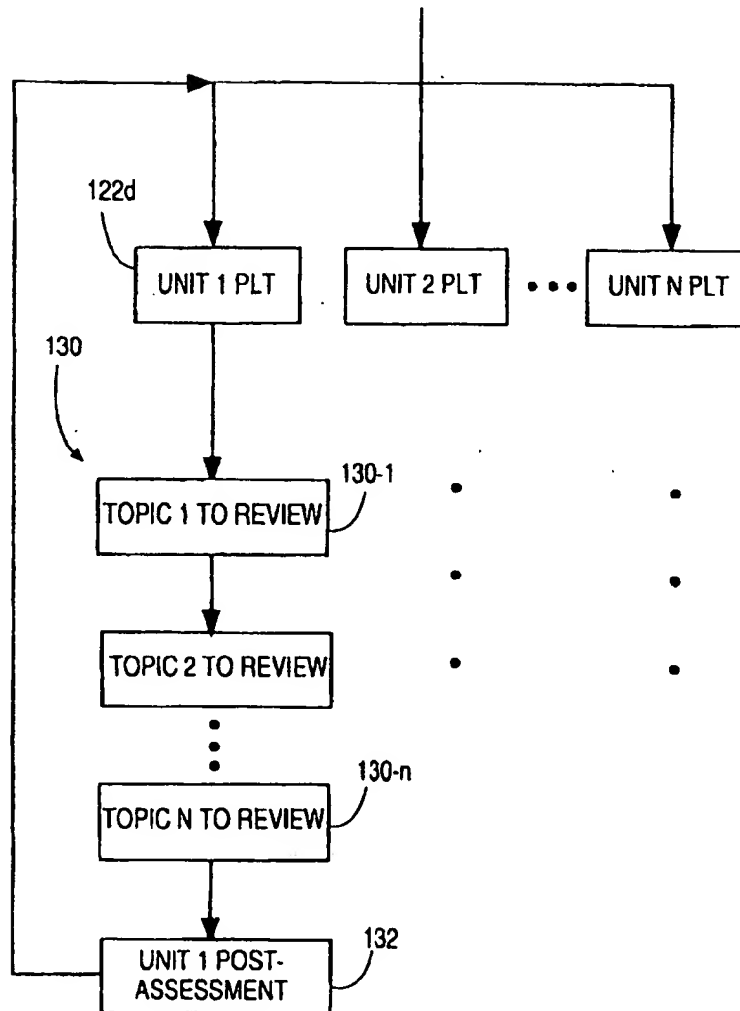 122d
UNIT 1 PLT
UNIT 2 PLT
UNIT N PLT
130
130-1
TOPIC 1 TO REVIEW
TOPIC 2 TO REVIEW
130-n
TOPIC N TO REVIEW
132
UNIT 1 POST-
ASSESSMENT